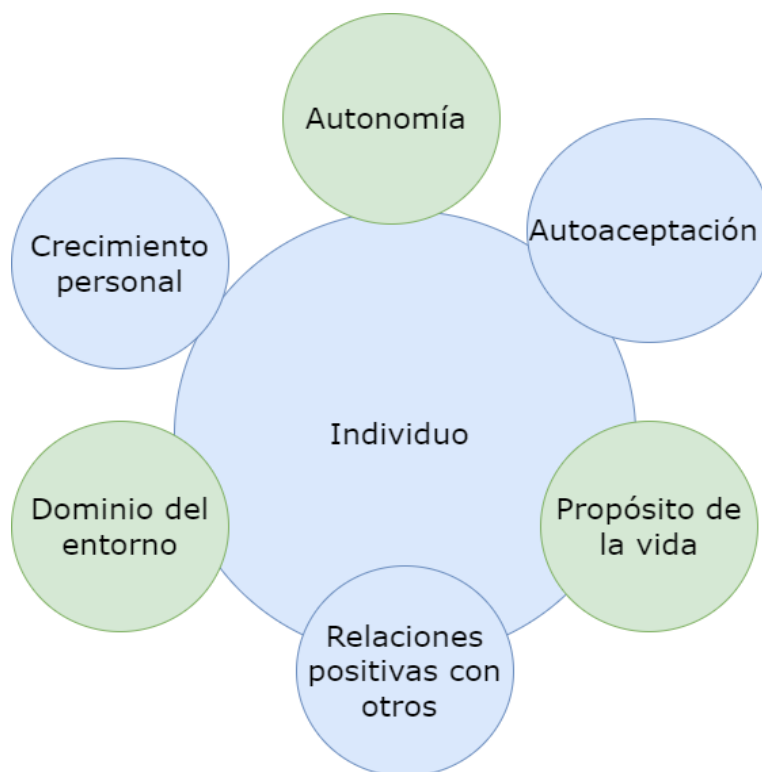 Autonomía
Autoaceptación
Crecimiento
personal
Individuo
Dominio del
entorno
Propósito de
la vida
Relaciones
positivas con
otros